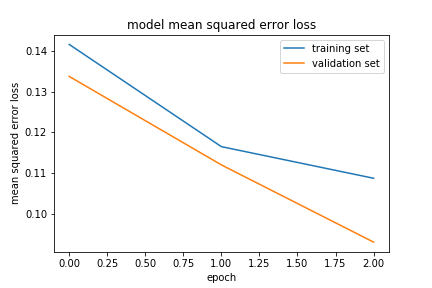 model mean squared error loss
training set
validation set
mean squared error loss
0.14
0.13
0.12
0.11
0.10
0.00 0.25 0.50 0.75 1.00 1.25 1.50 1.75 2.00
epoch